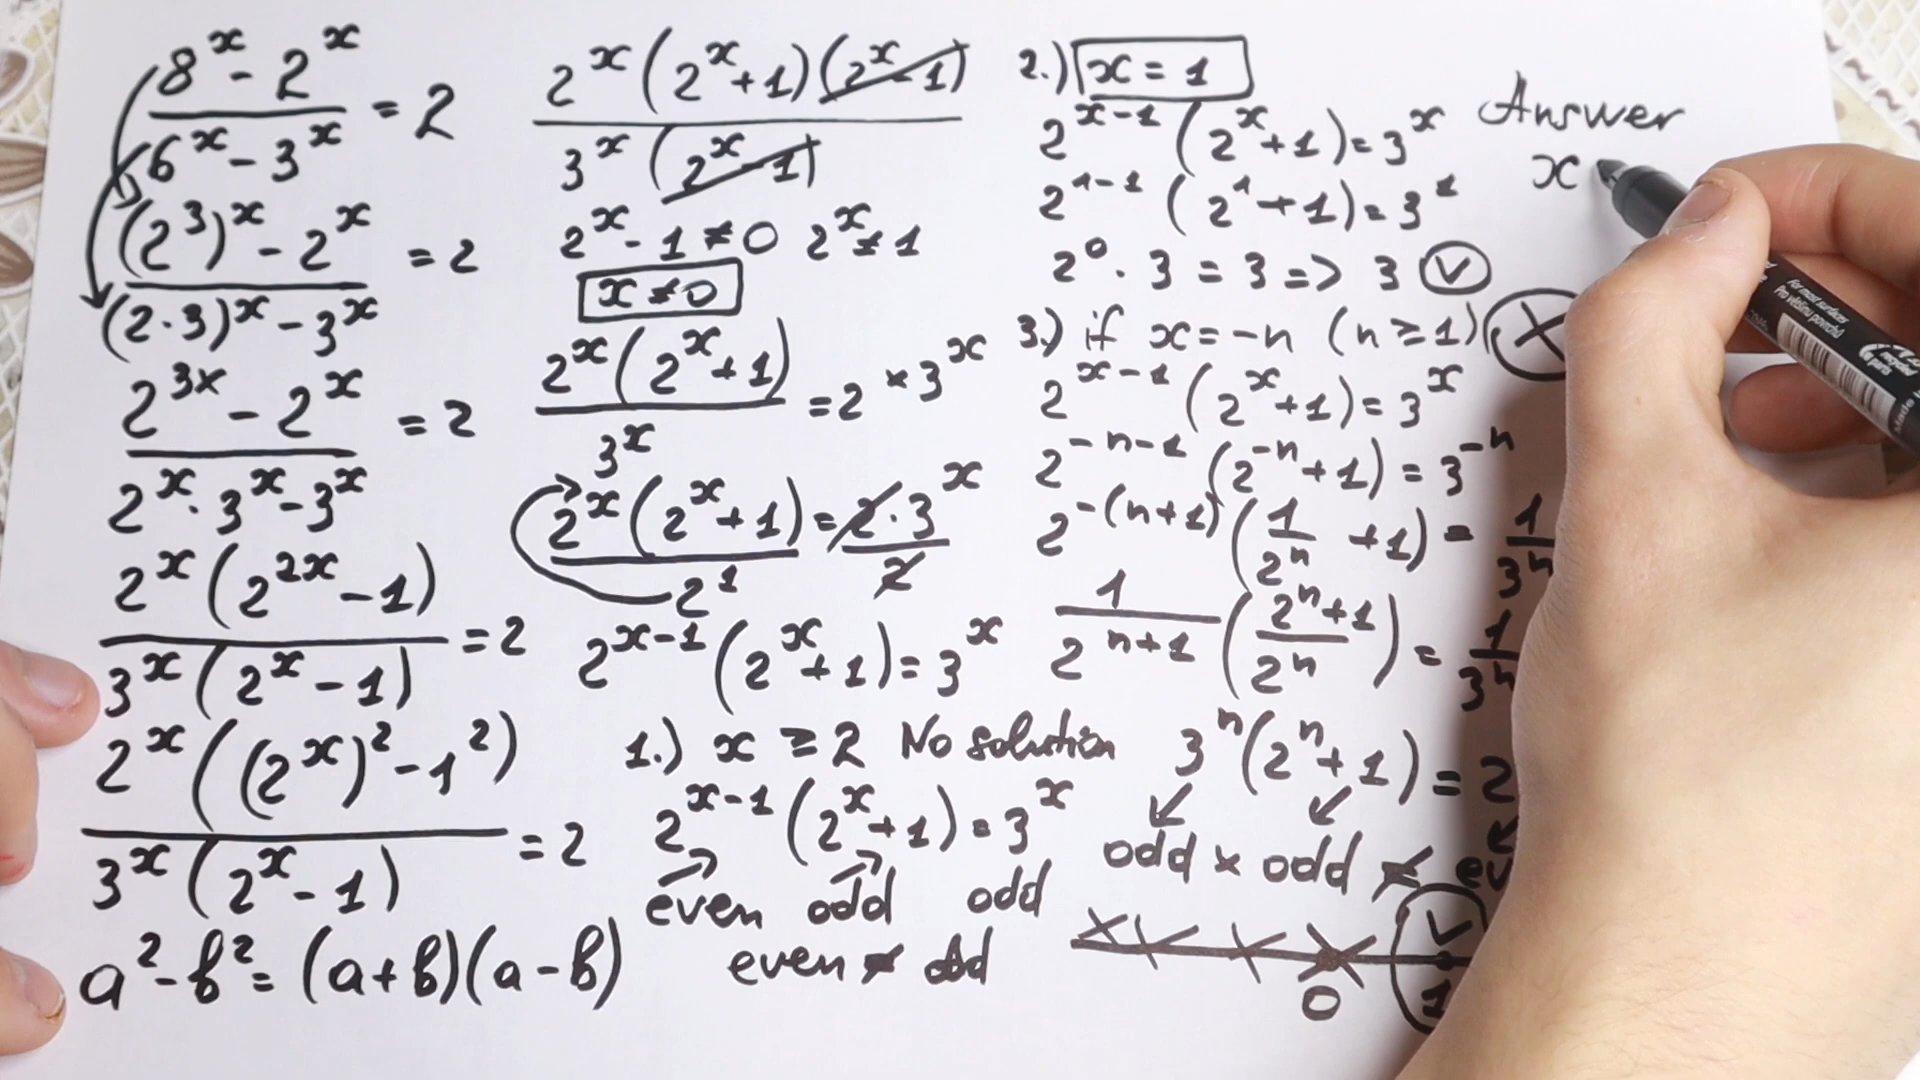 8^x - 2^x / 6^x - 3^x = 2
(2^3)^x - 2^x / (2·3)^x - 3^x = 2
2^3x - 2^x / 2^x · 3^x - 3^x = 2
2^x (2^2x - 1) / 3^x (2^x - 1) = 2
2^x ((2^x)^2 - 1^2) / 3^x (2^x - 1) = 2
a^2 - b^2 = (a+b)(a-b)
2^x (2^x + 1)(2^x - 1) / 3^x (2^x - 1)
2^x - 1 ≠ 0 2^x ≠ 1
x ≠ 0
2^x (2^x + 1) / 3^x = 2 × 3^x
2^x (2^x + 1) / 2^1 = 2 · 3^x / 2
2^x-1 (2^x + 1) = 3^x
1.) x ≥ 2 No solution
2^x-1 (2^x + 1) = 3^x
even odd odd
even ≠ odd
2.) x = 1
2^x-1 (2^x + 1) = 3^x
2^1-1 (2^1 + 1) = 3^1
2^0 · 3 = 3 => 3 V
3.) if x = -n (n ≥ 1) X
2^x-1 (2^x + 1) = 3^x
2^-n-1 (2^-n + 1) = 3^-n
2^-(n+1) (1 / 2^n + 1) = 1 / 3^n
1 / 2^n+1 (2^n + 1 / 2^n) = 1 / 3^n
3^n (2^n + 1) = 2
odd × odd ≠
0 1
V
Answer
x
For most surfaces
Made